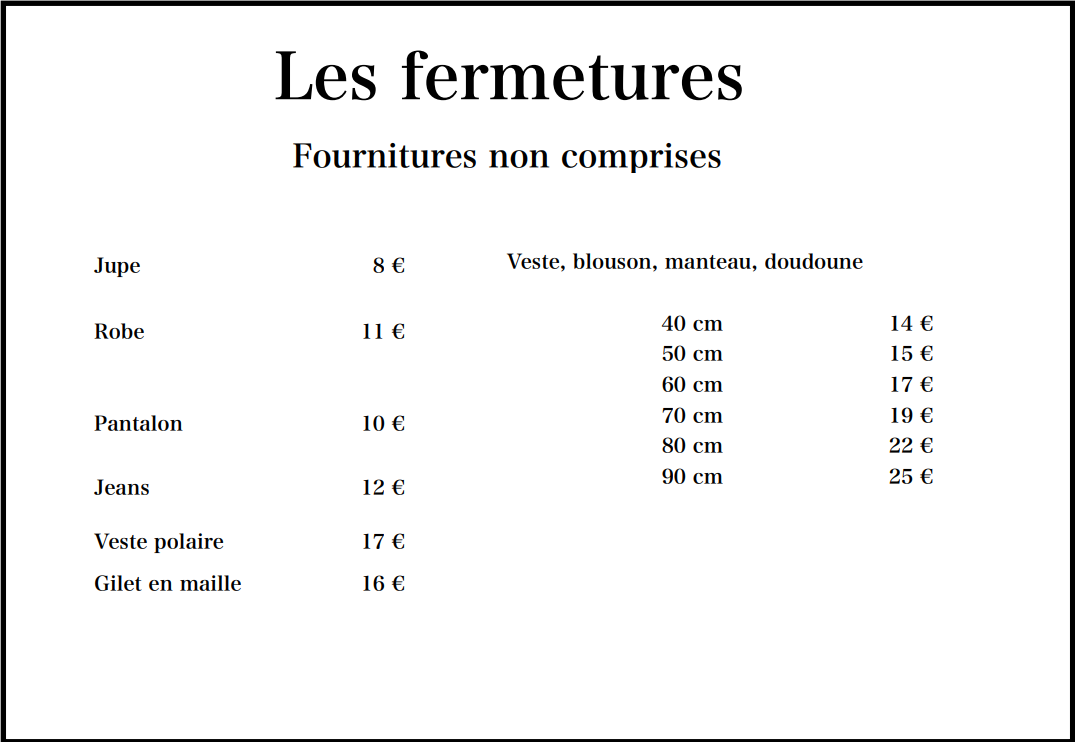 Les fermetures
Fournitures non comprises
Jupe 8 €
Robe 11 €
Pantalon 10 €
Jeans 12 €
Veste polaire 17 €
Gilet en maille 16 €
Veste, blouson, manteau, doudoune
40 cm 14 €
50 cm 15 €
60 cm 17 €
70 cm 19 €
80 cm 22 €
90 cm 25 €